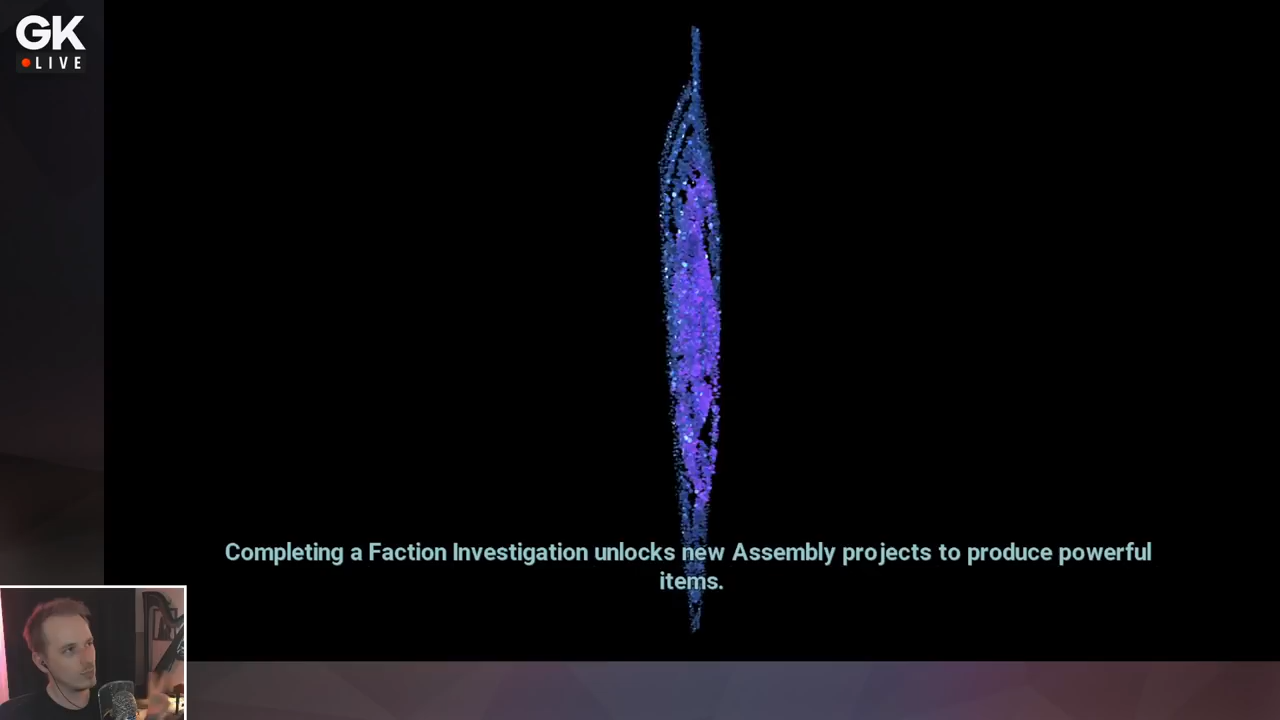 GK
LIVE
Completing a Faction Investigation unlocks new Assembly projects to produce powerful
items.